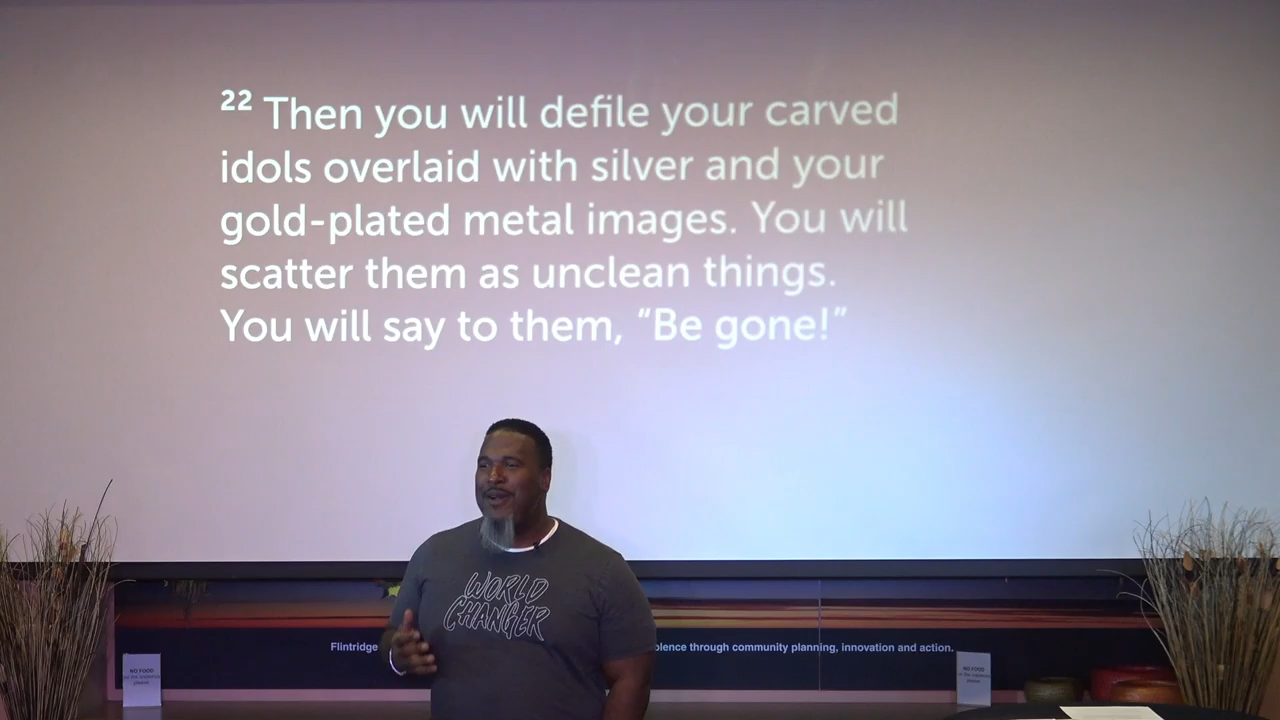 22 Then you will defile your carved
idols overlaid with silver and your
gold-plated metal images. You will
scatter them as unclean things.
You will say to them, “Be gone!”
WORLD
CHANGER
Flintridge
olence through community planning, innovation and action.
NO FOOD
NO FOOD